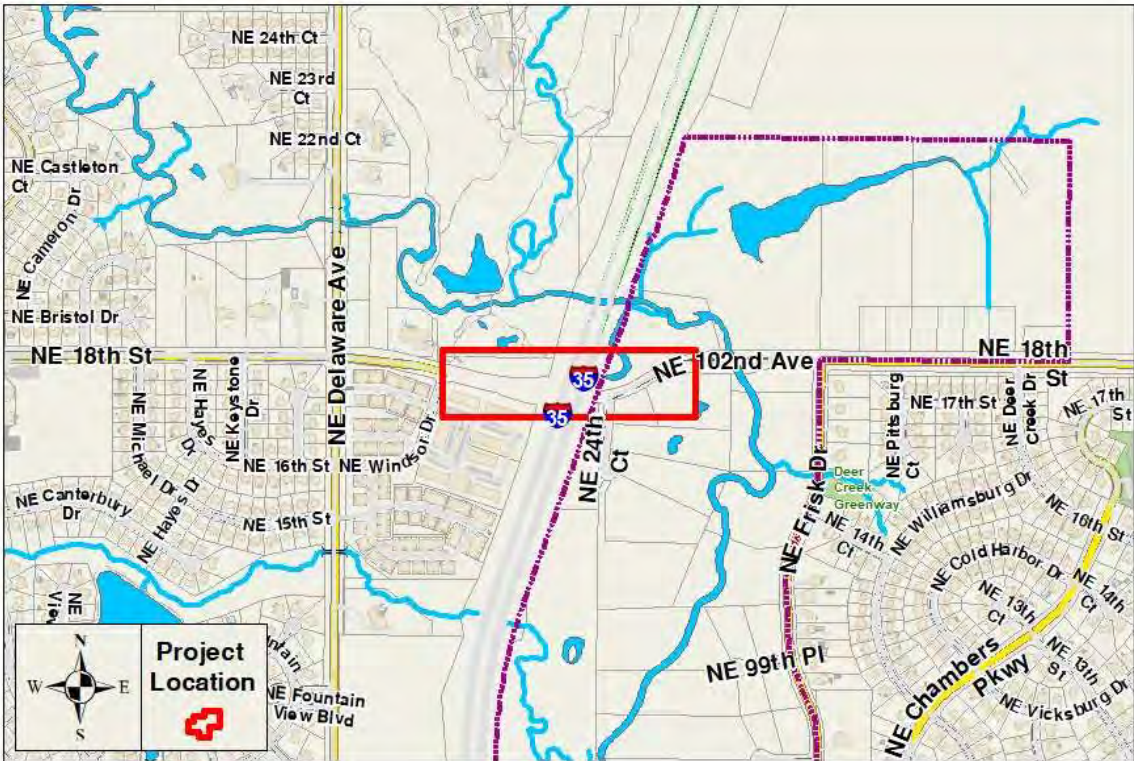 NE 24th Ct
NE 23rd
Ct
NE 22nd Ct
NE Castleton
Ct
NE Cameron Dr
NE Bristol Dr
NE 18th St
NE Delaware Ave
NE Michael Dr
NE Hayes
Dr
NE Keystone
Dr
NE 16th St
NE Windsor Dr
NE Canterbury
Dr
NE Hayes Dr
NE 15th St
35
35
NE 24th
Ct
NE 102nd Ave
NE 18th
St
NE Pittsburg
Ct
NE 17th St
NE Deer
Creek Dr
NE 17th
St
Deer
Creek
Greenway
NE Frisk Dr
NE 14th
Ct
NE Williamsburg Dr
NE 16th St
NE Cold Harbor Dr
NE 13th
Ct
NE 14th
Ct
NE 13th
St
NE 99th Pl
NE Chambers
Pkwy
NE Vicksburg Dr
NE Fountain
View Blvd
N
W
E
S
Project
Location